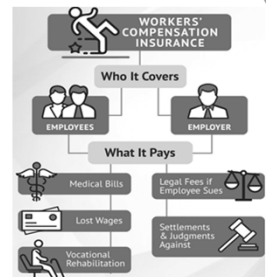 WORKERS'
COMPENSATION
INSURANCE
Who It Covers
EMPLOYEES
EMPLOYER
What It Pays
Medical Bills
Lost Wages
Vocational
Rehabilitation
Legal Fees if
Employee Sues
Settlements
& Judgments
Against